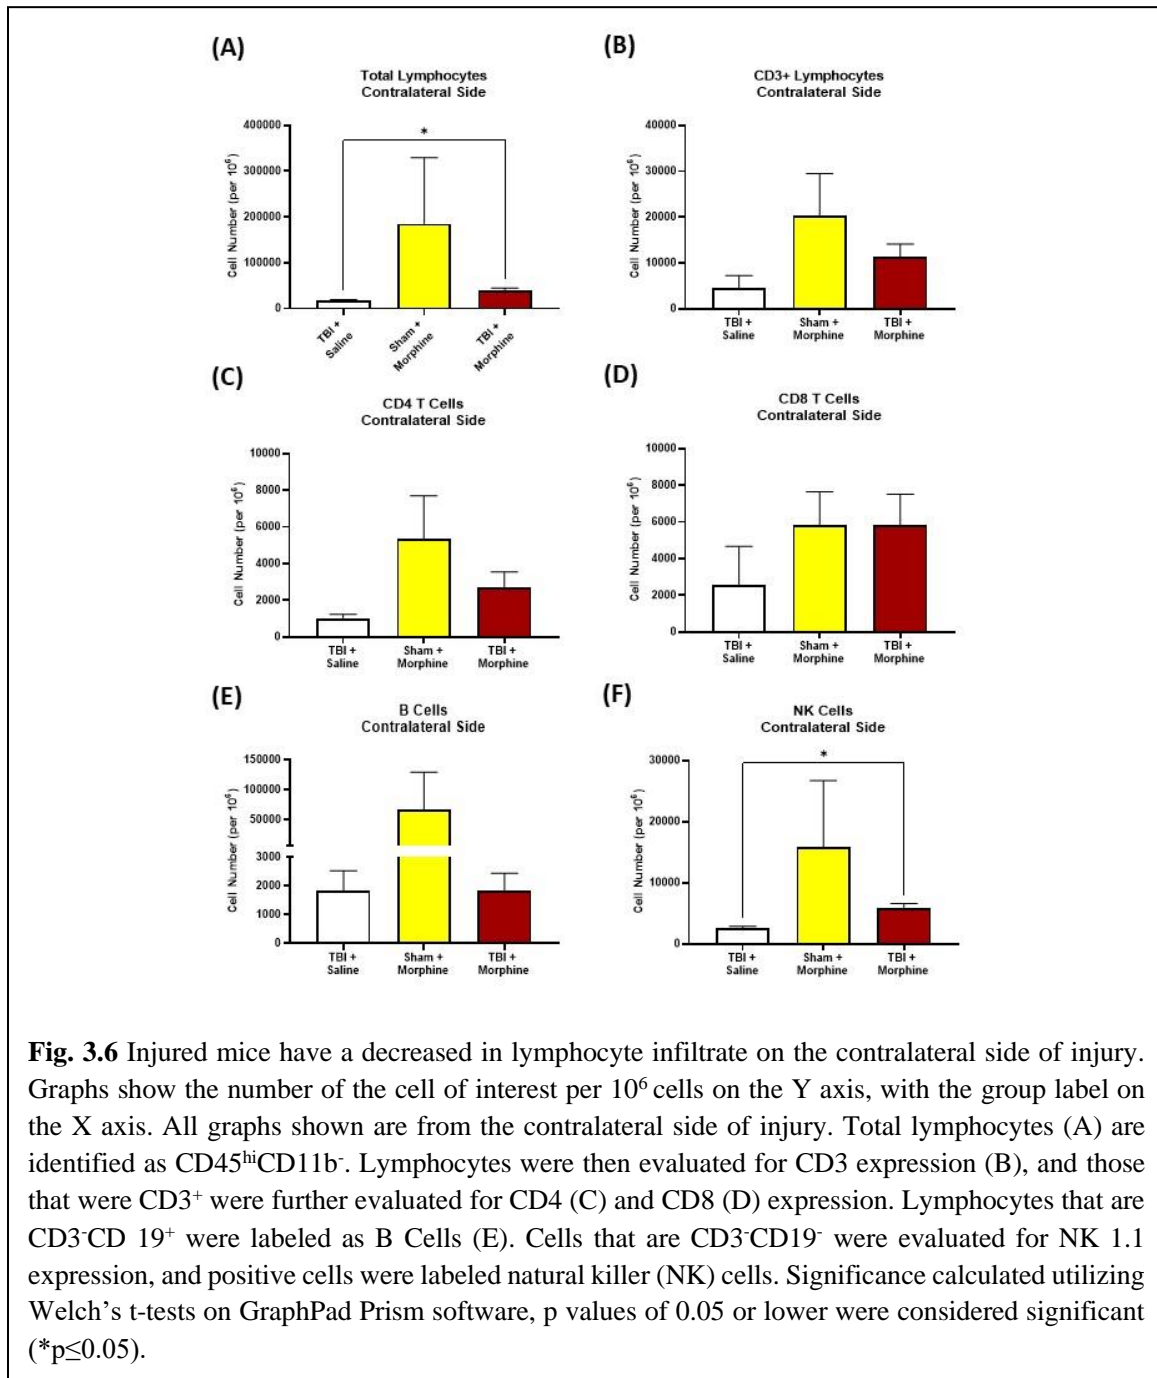 (A)
Total Lymphocytes
Contralateral Side
Cell Number (per 10⁶)
400000
300000
200000
100000
0
*
TBI +
Saline
Sham +
Morphine
TBI +
Morphine
(B)
CD3+ Lymphocytes
Contralateral Side
Cell Number (per 10⁶)
40000
30000
20000
10000
0
TBI +
Saline
Sham +
Morphine
TBI +
Morphine
(C)
CD4 T Cells
Contralateral Side
Cell Number (per 10⁶)
10000
8000
6000
4000
2000
0
TBI +
Saline
Sham +
Morphine
TBI +
Morphine
(D)
CD8 T Cells
Contralateral Side
Cell Number (per 10⁶)
10000
8000
6000
4000
2000
0
TBI +
Saline
Sham +
Morphine
TBI +
Morphine
(E)
B Cells
Contralateral Side
Cell Number (per 10⁶)
150000
100000
50000
3000
2000
1000
0
TBI +
Saline
Sham +
Morphine
TBI +
Morphine
(F)
NK Cells
Contralateral Side
Cell Number (per 10⁶)
30000
20000
10000
0
*
TBI +
Saline
Sham +
Morphine
TBI +
Morphine
Fig. 3.6 Injured mice have a decreased in lymphocyte infiltrate on the contralateral side of injury.
Graphs show the number of the cell of interest per 10⁶ cells on the Y axis, with the group label on
the X axis. All graphs shown are from the contralateral side of injury. Total lymphocytes (A) are
identified as CD45ʰⁱCD11b⁻. Lymphocytes were then evaluated for CD3 expression (B), and those
that were CD3⁺ were further evaluated for CD4 (C) and CD8 (D) expression. Lymphocytes that are
CD3⁻CD 19⁺ were labeled as B Cells (E). Cells that are CD3⁻CD19⁻ were evaluated for NK 1.1
expression, and positive cells were labeled natural killer (NK) cells. Significance calculated utilizing
Welch’s t-tests on GraphPad Prism software, p values of 0.05 or lower were considered significant
(*p≤0.05).